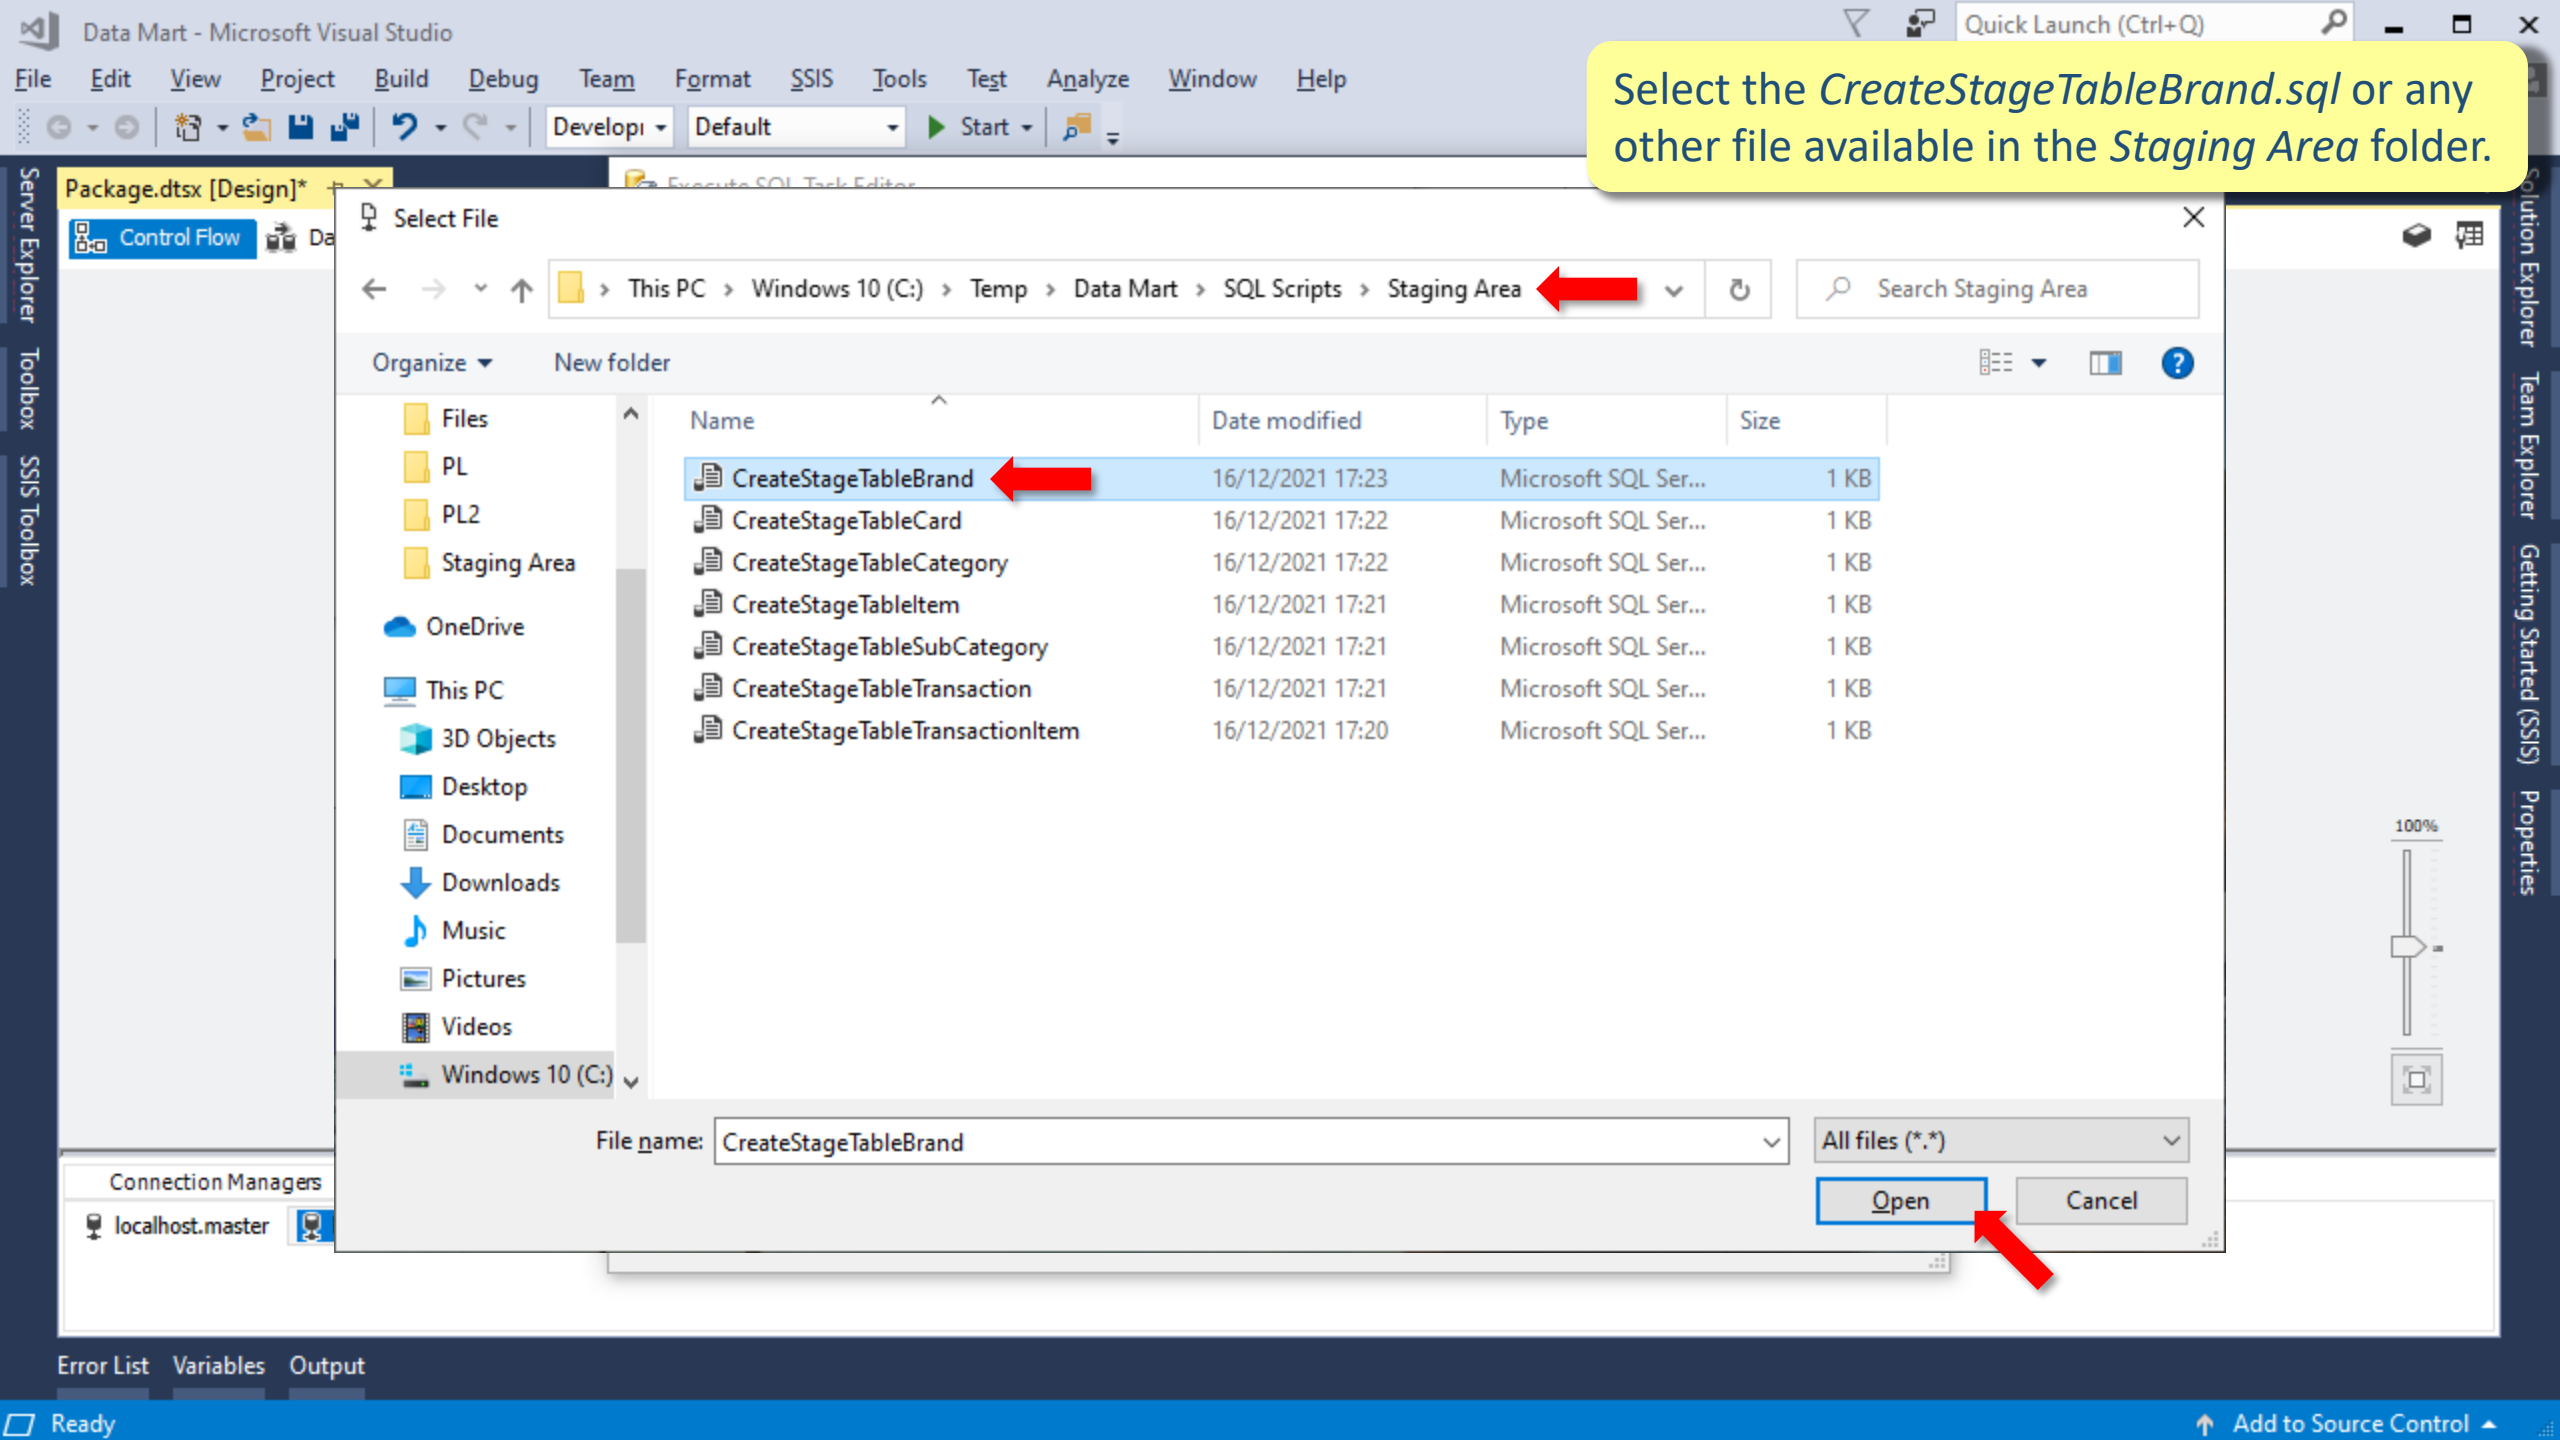 Data Mart - Microsoft Visual Studio
Quick Launch (Ctrl+Q)
File Edit View Project Build Debug Team Format SSIS Tools Test Analyze Window Help
Select the CreateStageTableBrand.sql or any
other file available in the Staging Area folder.
Develop Default Start
Server Explorer Toolbox SSIS Toolbox
Package.dtsx [Design]*
Execute SQL Task Editor
Control Flow Da
Select File
This PC > Windows 10 (C:) > Temp > Data Mart > SQL Scripts > Staging Area
Search Staging Area
Organize New folder
Name Date modified Type Size
Files
PL
PL2
Staging Area
OneDrive
This PC
3D Objects
Desktop
Documents
Downloads
Music
Pictures
Videos
Windows 10 (C:)
CreateStageTableBrand 16/12/2021 17:23 Microsoft SQL Ser... 1 KB
CreateStageTableCard 16/12/2021 17:22 Microsoft SQL Ser... 1 KB
CreateStageTableCategory 16/12/2021 17:22 Microsoft SQL Ser... 1 KB
CreateStageTableItem 16/12/2021 17:21 Microsoft SQL Ser... 1 KB
CreateStageTableSubCategory 16/12/2021 17:21 Microsoft SQL Ser... 1 KB
CreateStageTableTransaction 16/12/2021 17:21 Microsoft SQL Ser... 1 KB
CreateStageTableTransactionItem 16/12/2021 17:20 Microsoft SQL Ser... 1 KB
File name: CreateStageTableBrand
All files (*.*)
Open Cancel
Solution Explorer Team Explorer Getting Started (SSIS) Properties
100%
Connection Managers
localhost.master
Error List Variables Output
Ready
Add to Source Control